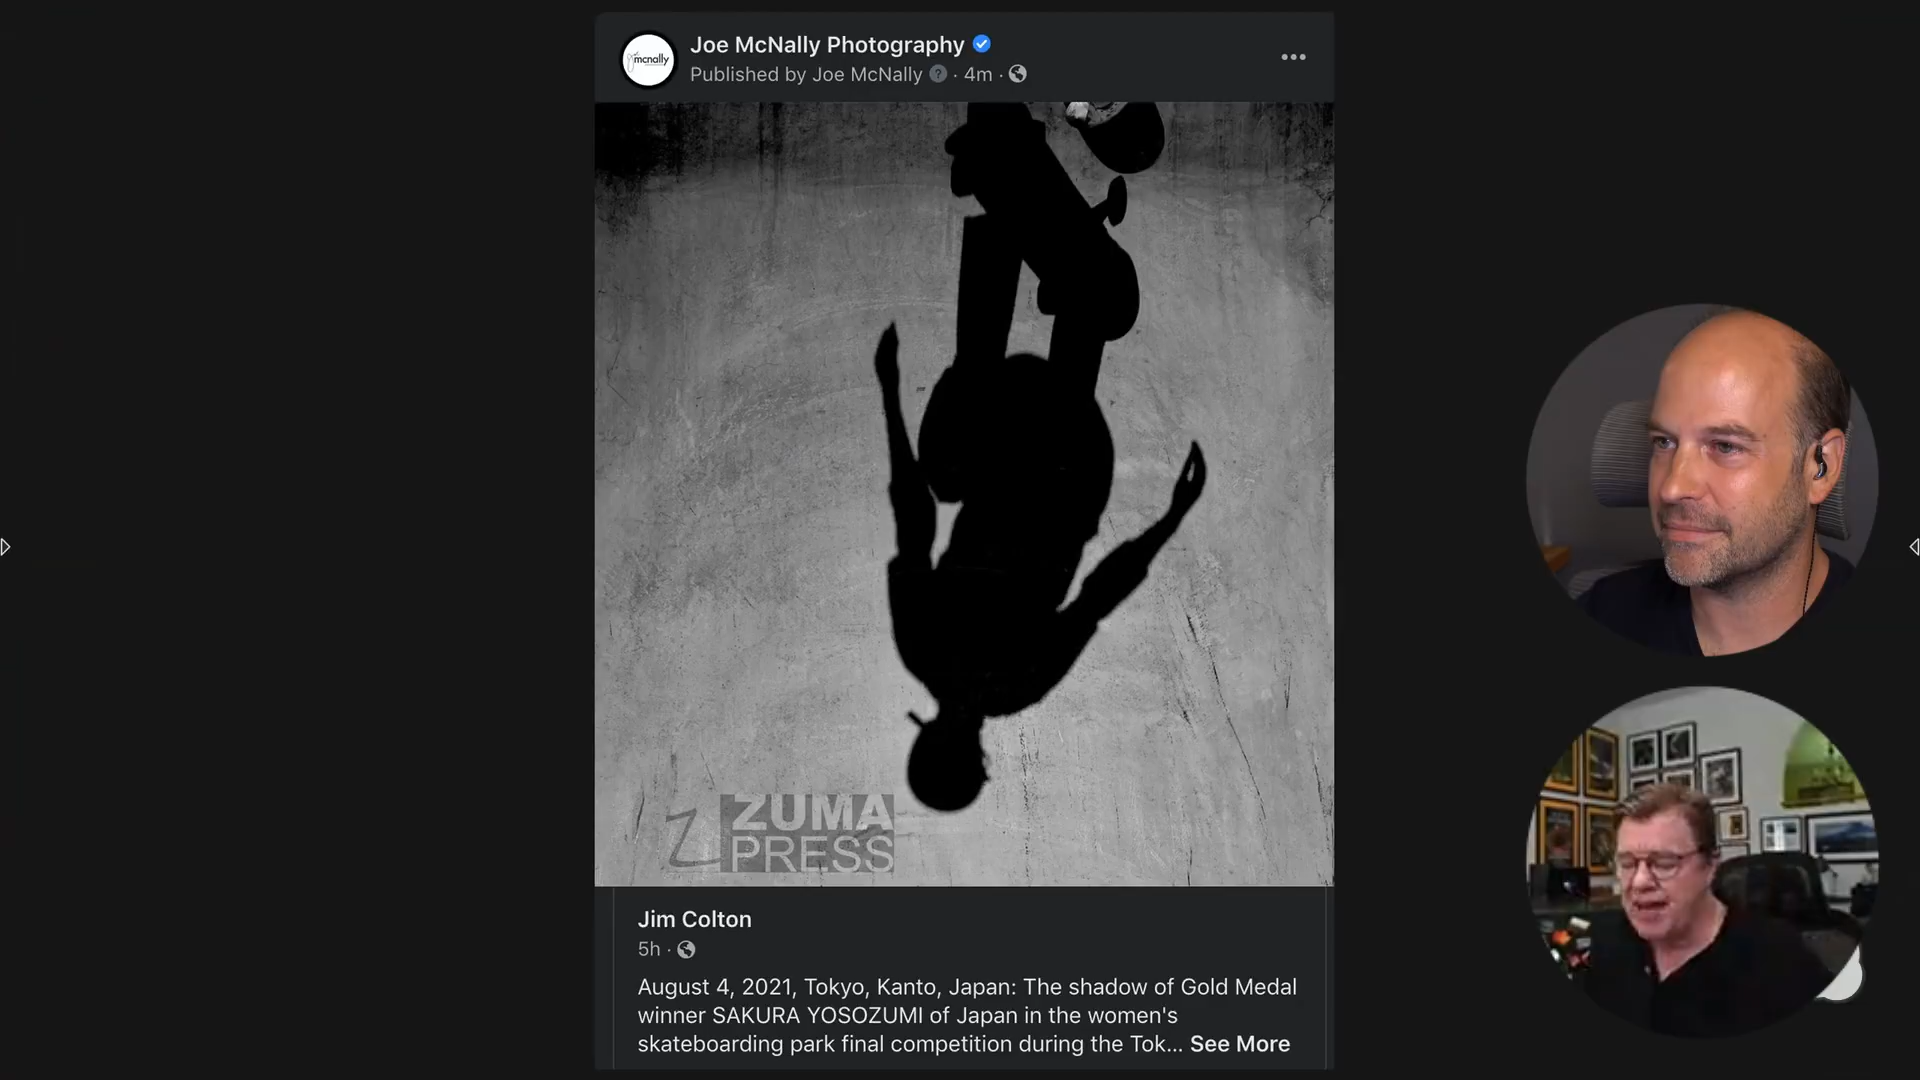 Joe McNally Photography
mcnally
Published by Joe McNally ? · 4m ·
ZUMA
Z PRESS
Jim Colton
5h ·
August 4, 2021, Tokyo, Kanto, Japan: The shadow of Gold Medal
winner SAKURA YOSOZUMI of Japan in the women's
skateboarding park final competition during the Tok... See More